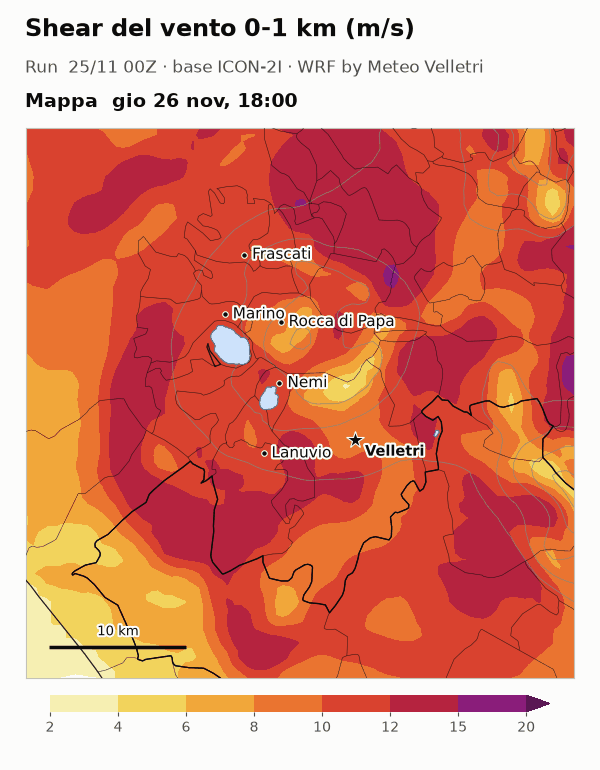 Shear del vento 0-1 km (m/s)
Run  25/11 00Z · base ICON-2I · WRF by Meteo Velletri
Mappa  gio 26 nov, 18:00
Frascati
Marino
Rocca di Papa
Nemi
Velletri
Lanuvio
10 km
2 4 6 8 10 12 15 20